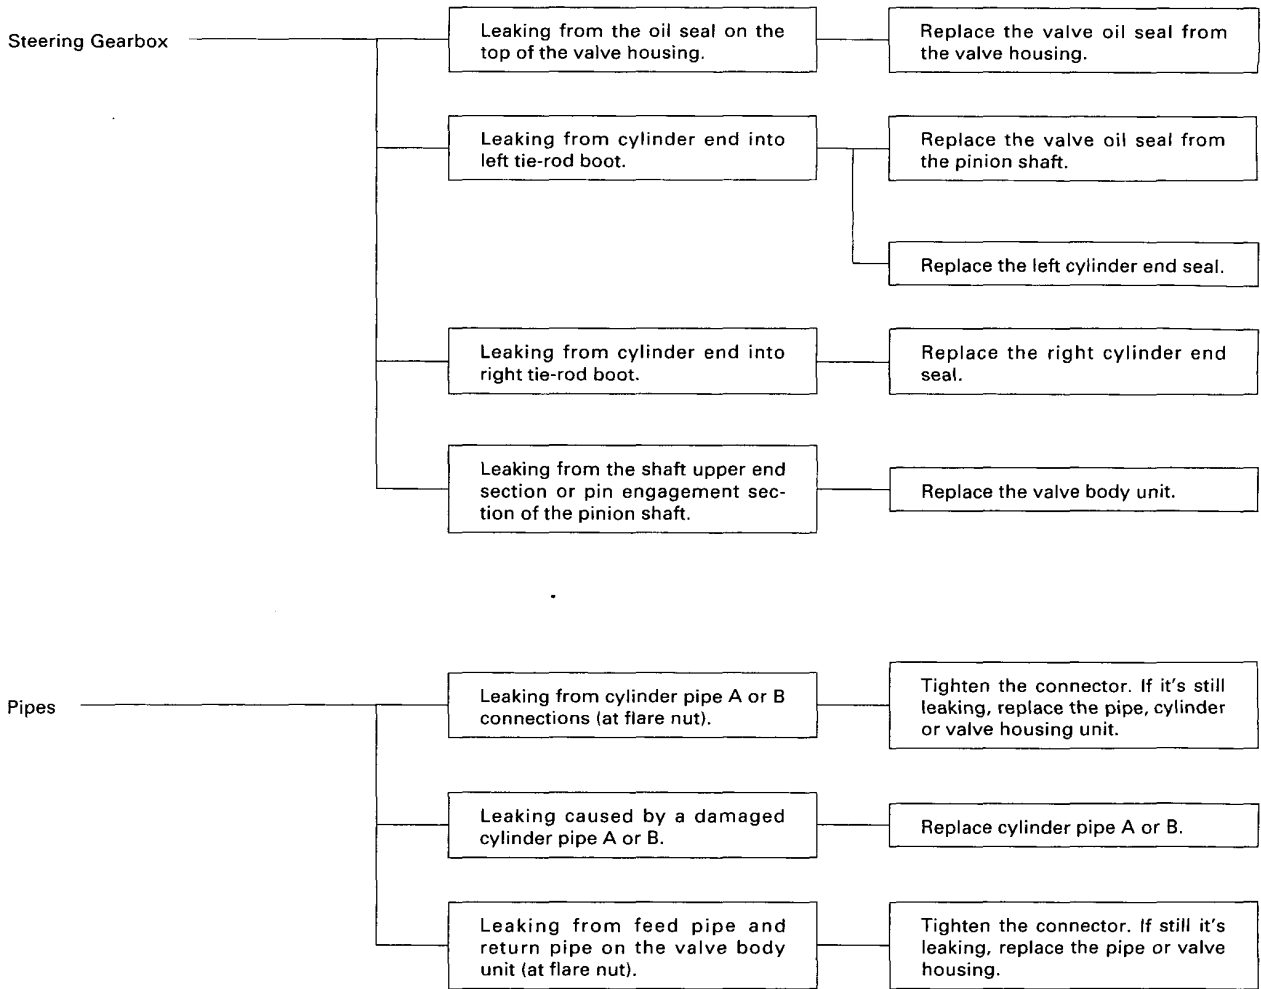 Steering Gearbox
Leaking from the oil seal on the
top of the valve housing.
Replace the valve oil seal from
the valve housing.
Leaking from cylinder end into
left tie-rod boot.
Replace the valve oil seal from
the pinion shaft.
Replace the left cylinder end seal.
Leaking from cylinder end into
right tie-rod boot.
Replace the right cylinder end
seal.
Leaking from the shaft upper end
section or pin engagement sec-
tion of the pinion shaft.
Replace the valve body unit.
Pipes
Leaking from cylinder pipe A or B
connections (at flare nut).
Tighten the connector. If it's still
leaking, replace the pipe, cylinder
or valve housing unit.
Leaking caused by a damaged
cylinder pipe A or B.
Replace cylinder pipe A or B.
Leaking from feed pipe and
return pipe on the valve body
unit (at flare nut).
Tighten the connector. If still it's
leaking, replace the pipe or valve
housing.